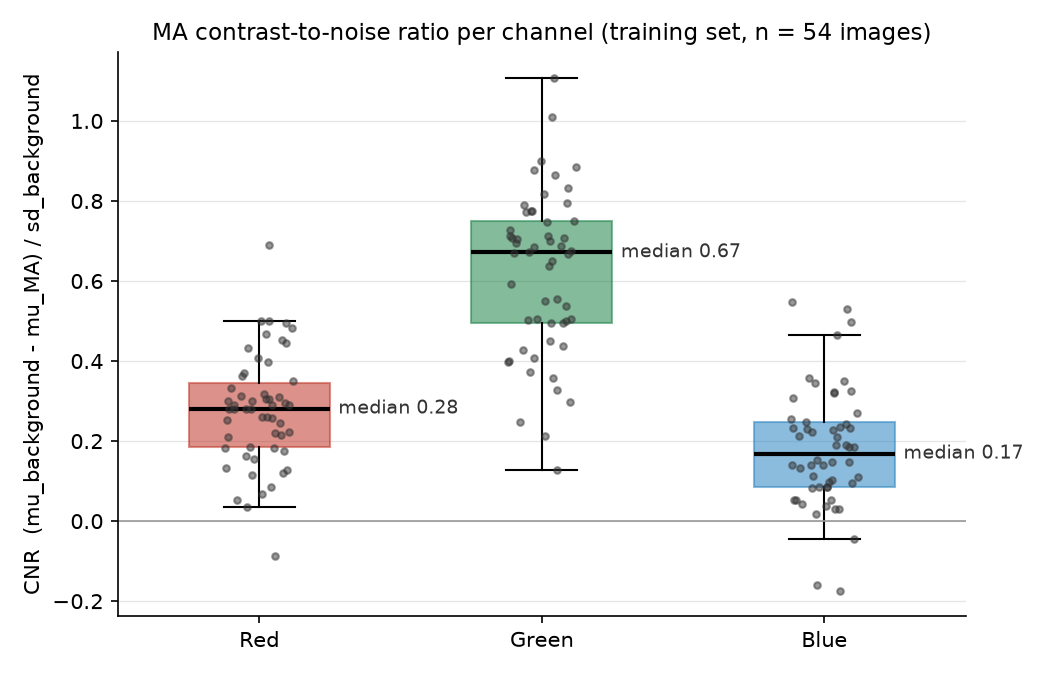 MA contrast-to-noise ratio per channel (training set, n = 54 images)
CNR (mu_background - mu_MA) / sd_background
1.0
0.8
0.6
0.4
0.2
0.0
−0.2
median 0.28
median 0.67
median 0.17
Red
Green
Blue